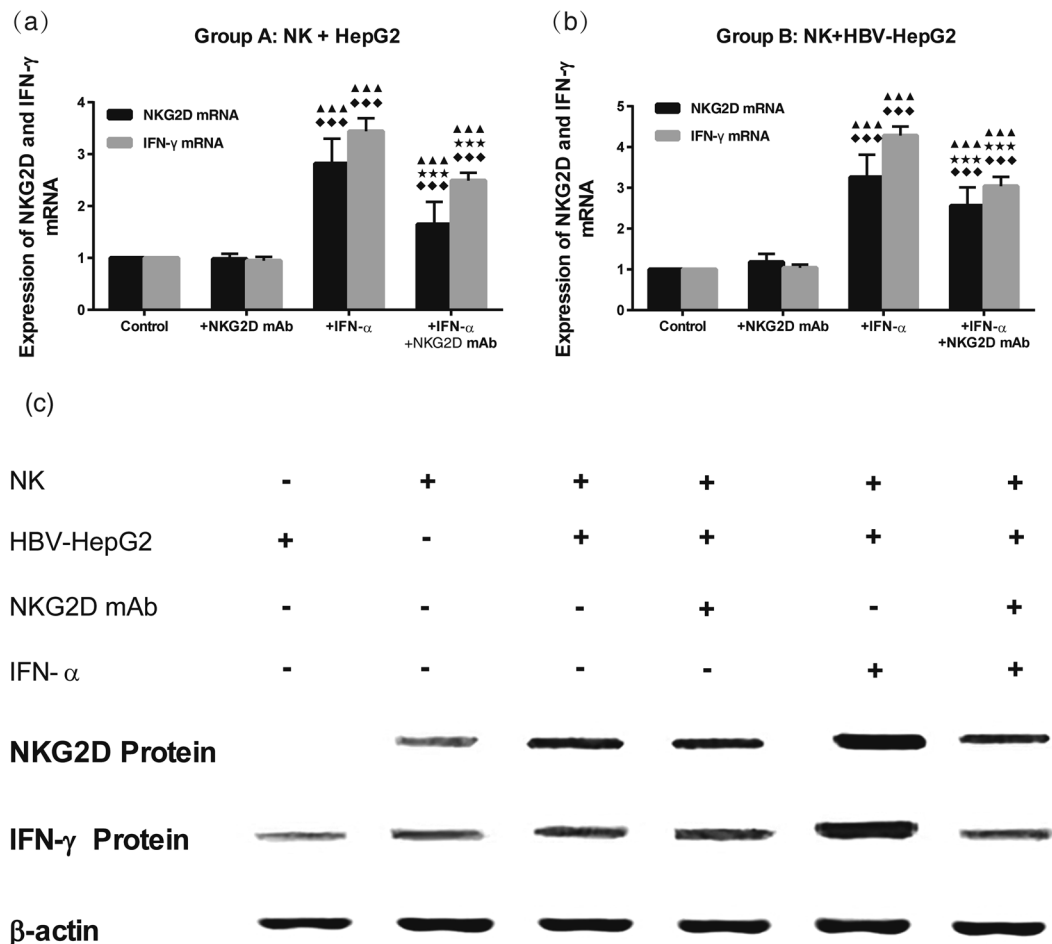 (a)
Group A: NK + HepG2
Expression of NKG2D and IFN-γ
mRNA
4
3
2
1
0
NKG2D mRNA
IFN-γ mRNA
▲▲▲
◆◆◆
▲▲▲
◆◆◆
▲▲▲
★★★
◆◆◆
▲▲▲
★★★
◆◆◆
Control
+NKG2D mAb
+IFN-α
+IFN-α
+NKG2D mAb
(b)
Group B: NK+HBV-HepG2
Expression of NKG2D and IFN-γ
mRNA
5
4
3
2
1
0
NKG2D mRNA
IFN-γ mRNA
▲▲▲
◆◆◆
▲▲▲
◆◆◆
▲▲▲
★★★
◆◆◆
▲▲▲
★★★
◆◆◆
Control
+NKG2D mAb
+IFN-α
+IFN-α
+NKG2D mAb
(c)
NK - + + + + +
HBV-HepG2 + - + + + +
NKG2D mAb - - - + - +
IFN- α - - - - + +
NKG2D Protein
IFN-γ Protein
β-actin